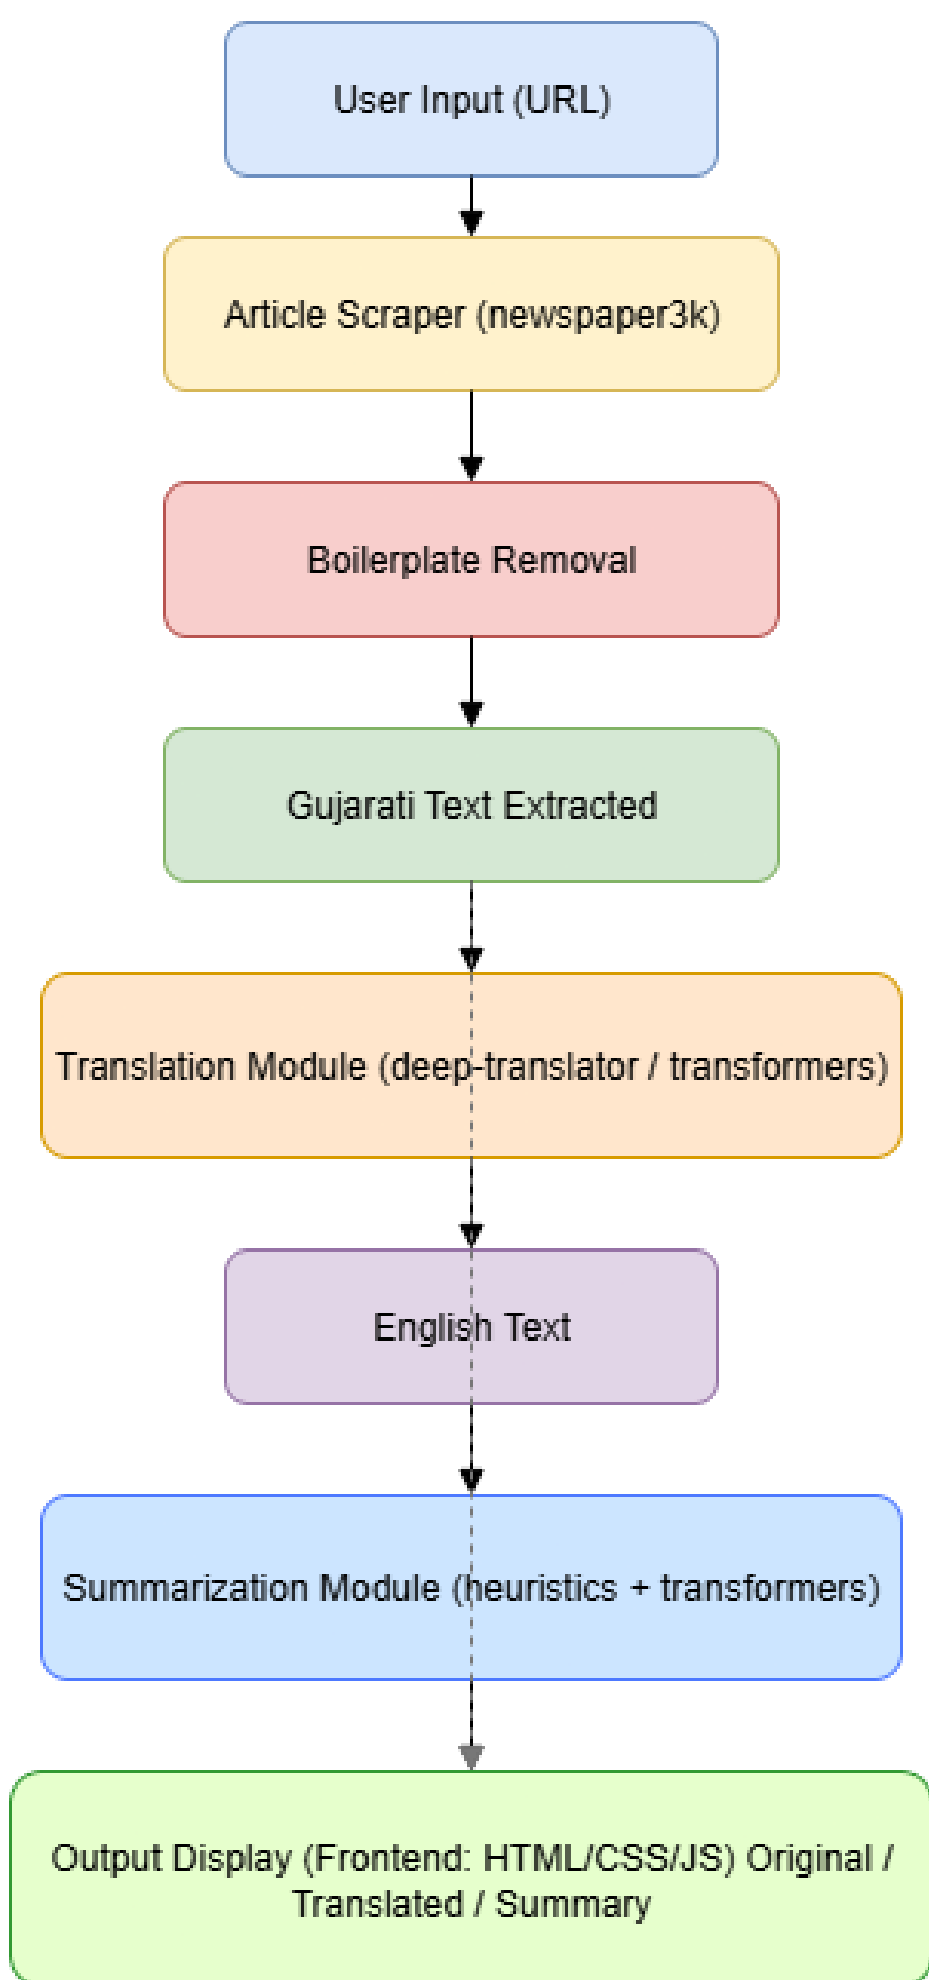 User Input (URL)
Article Scraper (newspaper3k)
Boilerplate Removal
Gujarati Text Extracted
Translation Module (deep-translator / transformers)
English Text
Summarization Module (heuristics + transformers)
Output Display (Frontend: HTML/CSS/JS) Original /
Translated / Summary